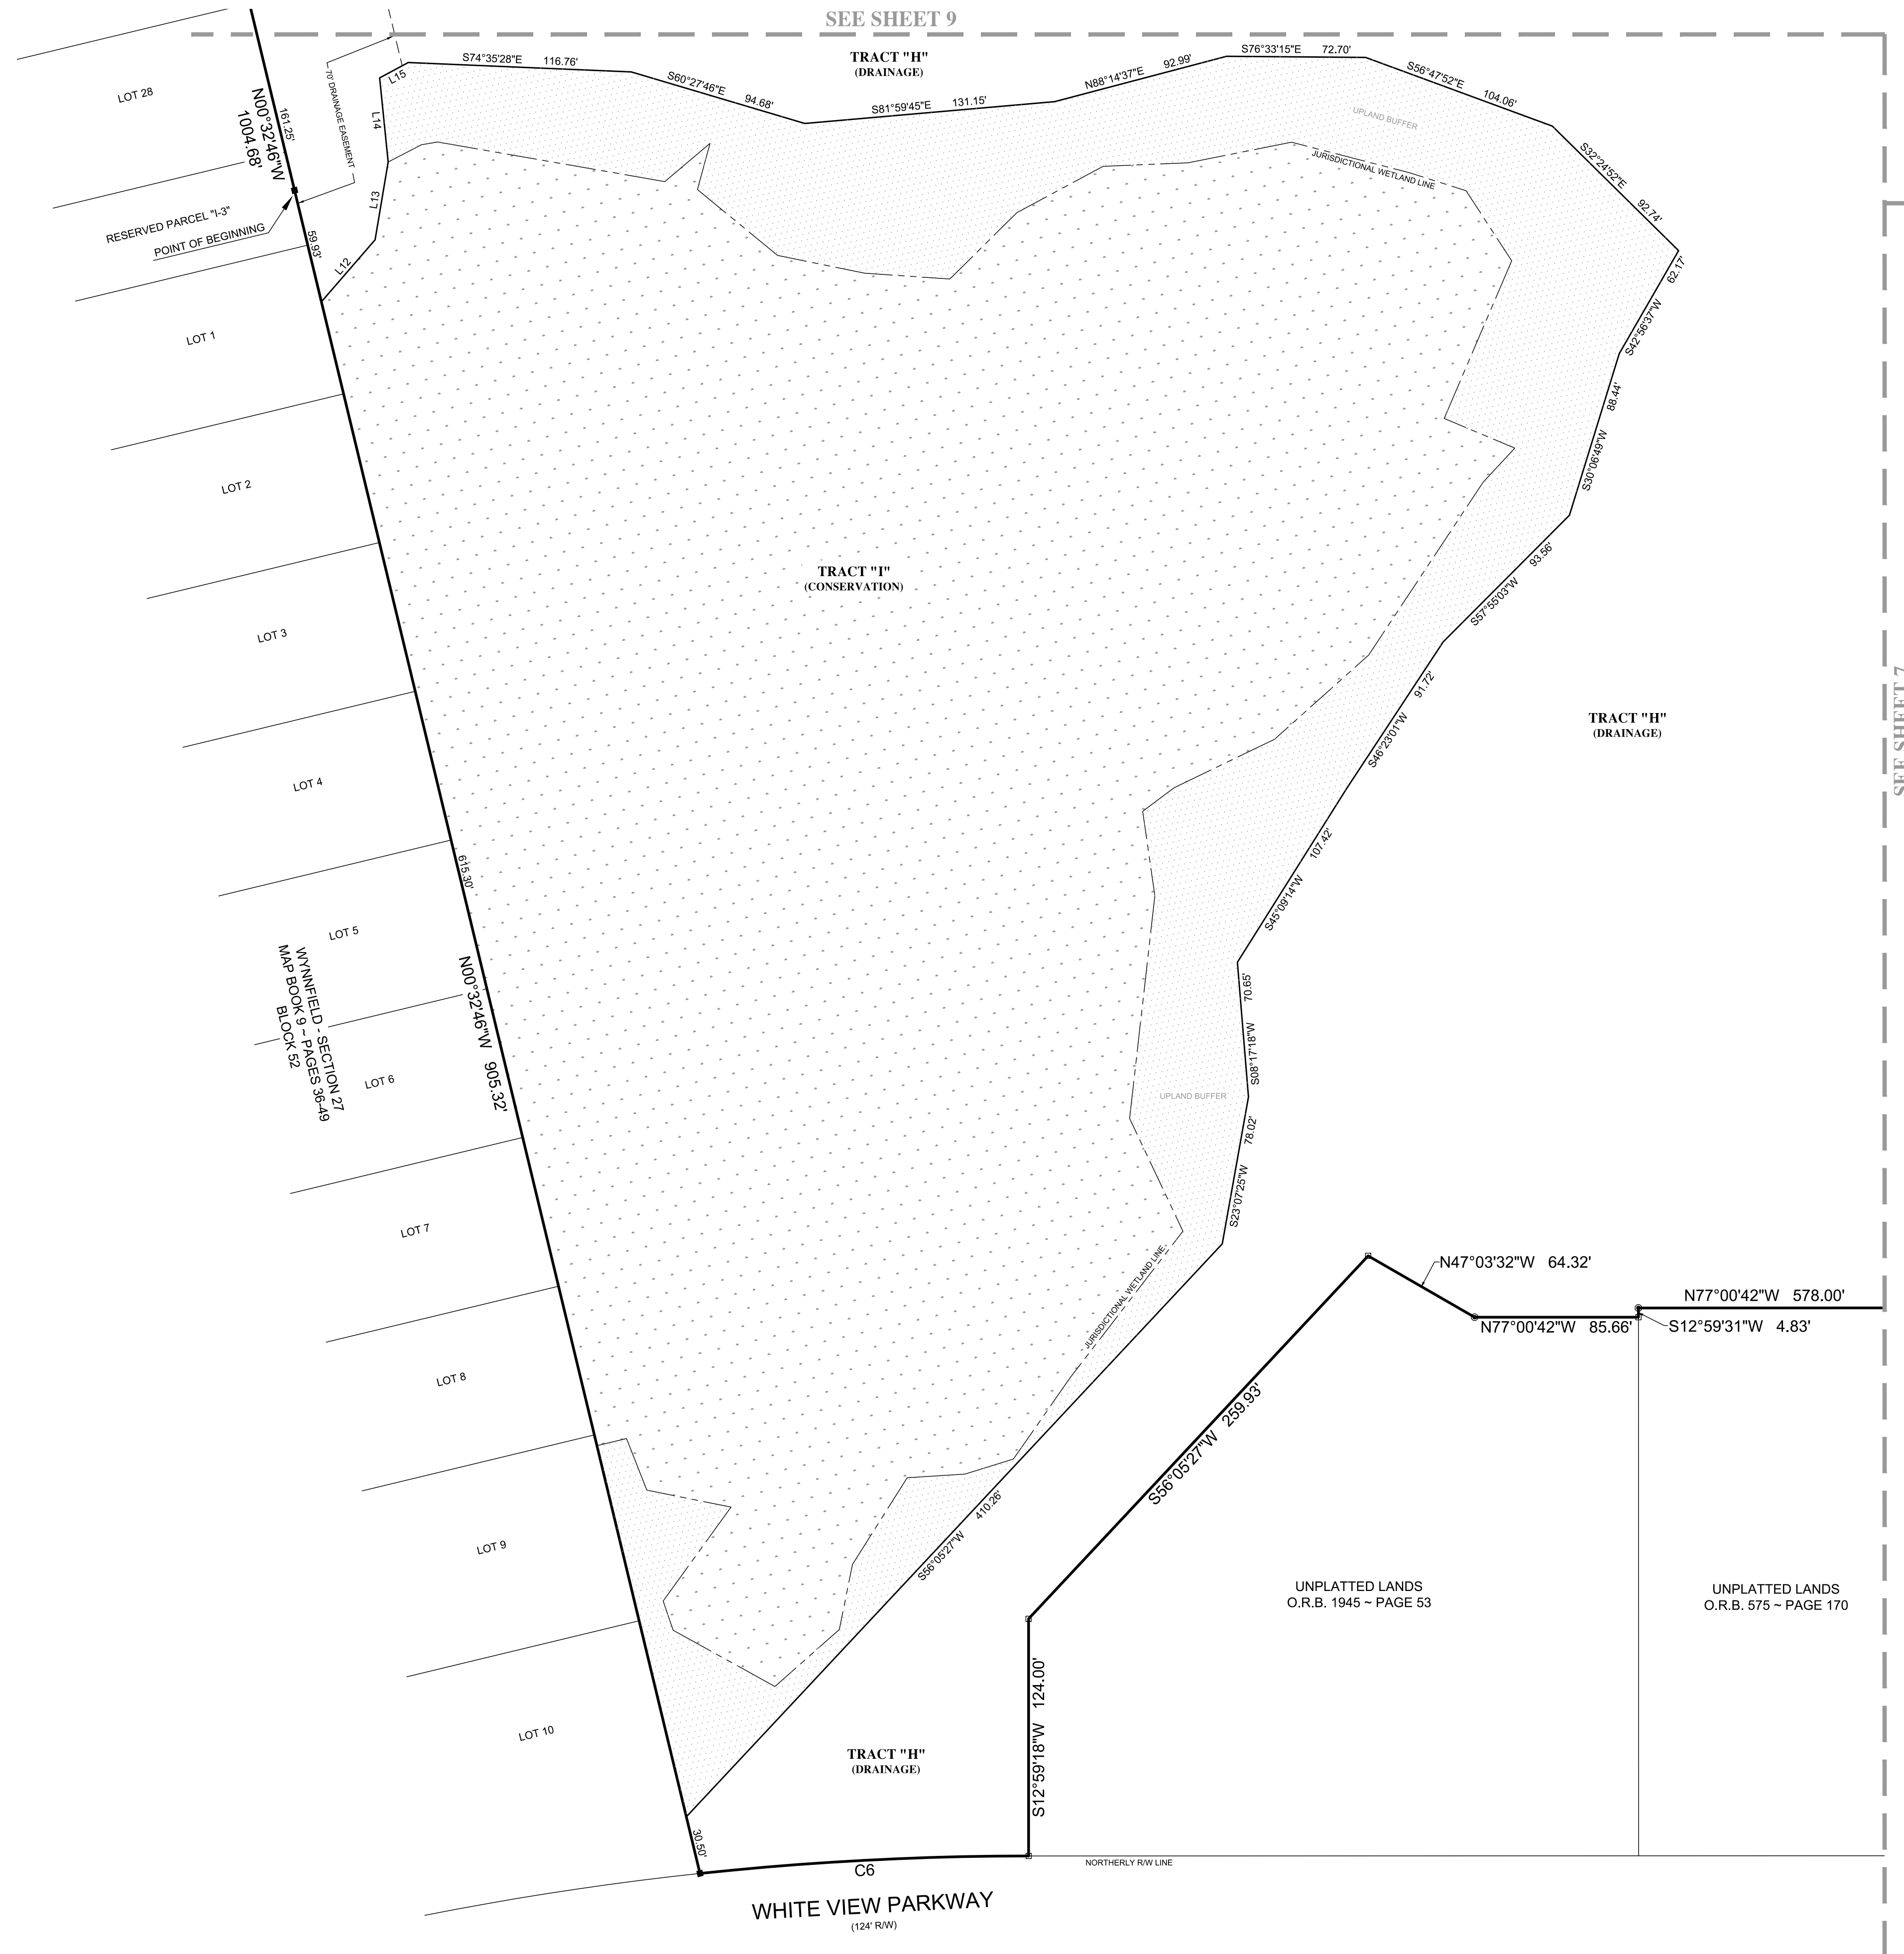 SEE SHEET 9
TRACT "H"
(DRAINAGE)
S74°35'28"E 116.76'
S60°27'46"E 94.68'
S81°59'45"E 131.15'
N88°14'37"E 92.99'
S76°33'15"E 72.70'
S56°47'52"E 104.06'
S32°24'52"E 92.74'
S42°56'37"W 62.17'
S30°06'49"W 88.44'
S57°55'03"W 93.56'
S46°23'01"W 91.72'
S45°09'14"W 107.42'
S08°17'18"W 70.65'
S23°07'25"W 78.02'
S56°05'27"W 410.26'
LOT 28
N00°32'46"W
1004.68'
161.25'
70' DRAINAGE EASEMENT
L15
L14
L13
L12
UPLAND BUFFER
JURISDICTIONAL WETLAND LINE
RESERVED PARCEL "I-3"
POINT OF BEGINNING
59.93'
LOT 1
LOT 2
LOT 3
LOT 4
LOT 5
LOT 6
LOT 7
LOT 8
LOT 9
LOT 10
TRACT "I"
(CONSERVATION)
TRACT "H"
(DRAINAGE)
SEE SHEET 7
615.30'
N00°32'46"W 905.32'
WYNNFIELD - SECTION 27
MAP BOOK 9 ~ PAGES 36-49
BLOCK 52
UPLAND BUFFER
JURISDICTIONAL WETLAND LINE
N47°03'32"W 64.32'
N77°00'42"W 578.00'
N77°00'42"W 85.66'
S12°59'31"W 4.83'
S56°05'27"W 259.93'
UNPLATTED LANDS
O.R.B. 1945 ~ PAGE 53
UNPLATTED LANDS
O.R.B. 575 ~ PAGE 170
S12°59'18"W 124.00'
TRACT "H"
(DRAINAGE)
30.50'
C6
NORTHERLY R/W LINE
WHITE VIEW PARKWAY
(124' R/W)